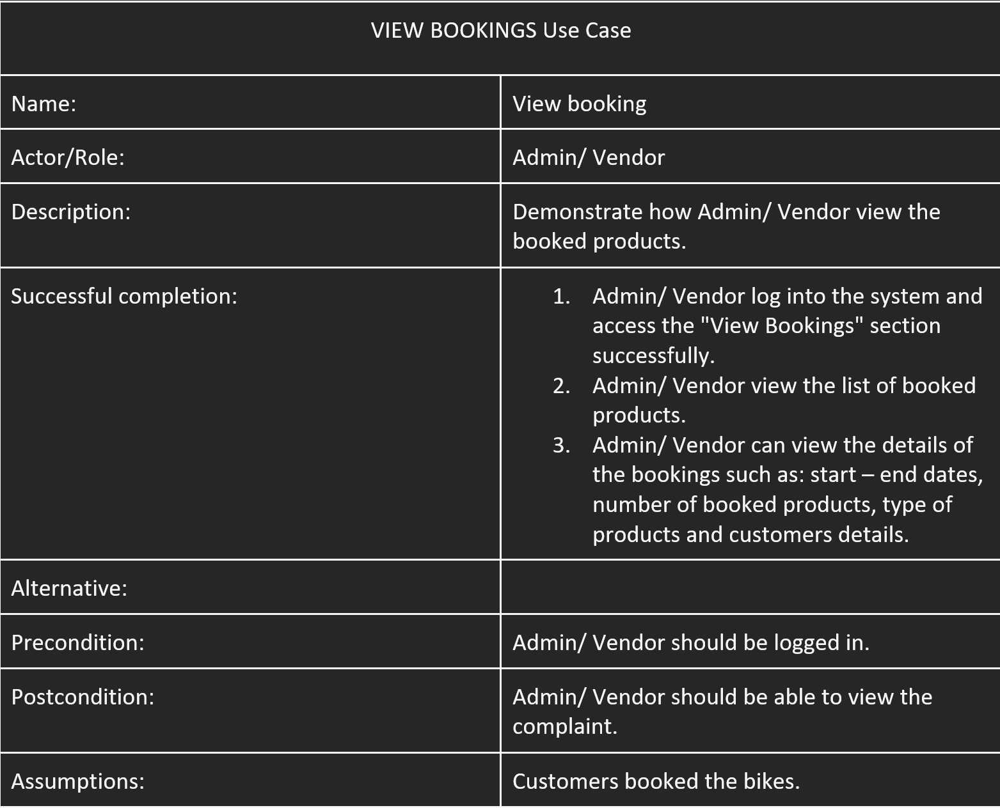 VIEW BOOKINGS Use Case
Name:
View booking
Actor/Role:
Admin/ Vendor
Description:
Demonstrate how Admin/ Vendor view the
booked products.
Successful completion:
1. Admin/ Vendor log into the system and
access the "View Bookings" section
successfully.
2. Admin/ Vendor view the list of booked
products.
3. Admin/ Vendor can view the details of
the bookings such as: start – end dates,
number of booked products, type of
products and customers details.
Alternative:
Precondition:
Admin/ Vendor should be logged in.
Postcondition:
Admin/ Vendor should be able to view the
complaint.
Assumptions:
Customers booked the bikes.